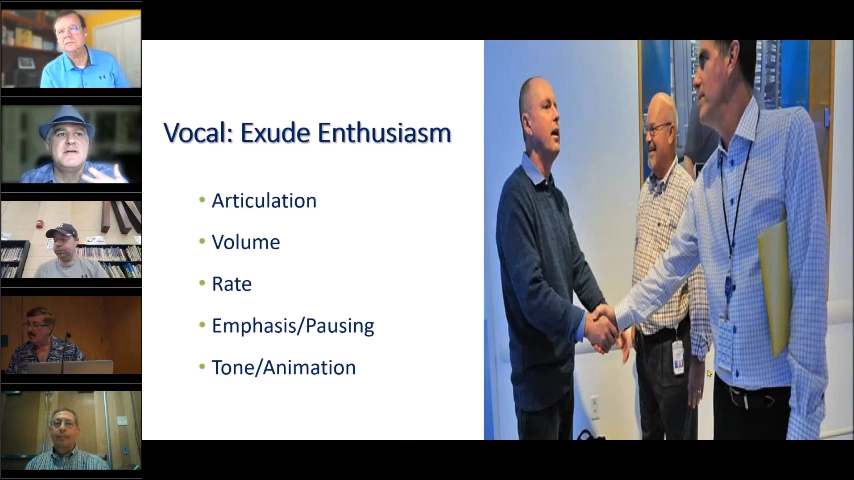 Vocal: Exude Enthusiasm
• Articulation
• Volume
• Rate
• Emphasis/Pausing
• Tone/Animation